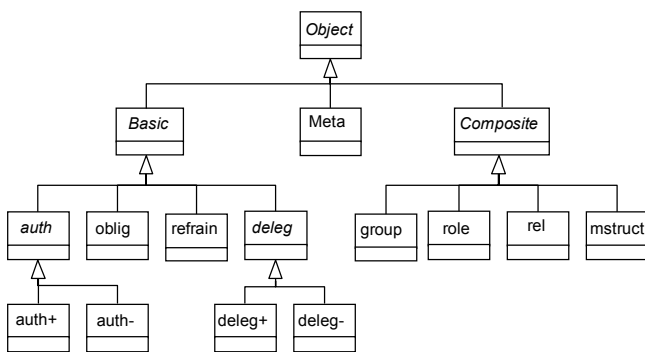 Object
Basic Meta Composite
auth oblig refrain deleg group role rel mstruct
auth+ auth- deleg+ deleg-